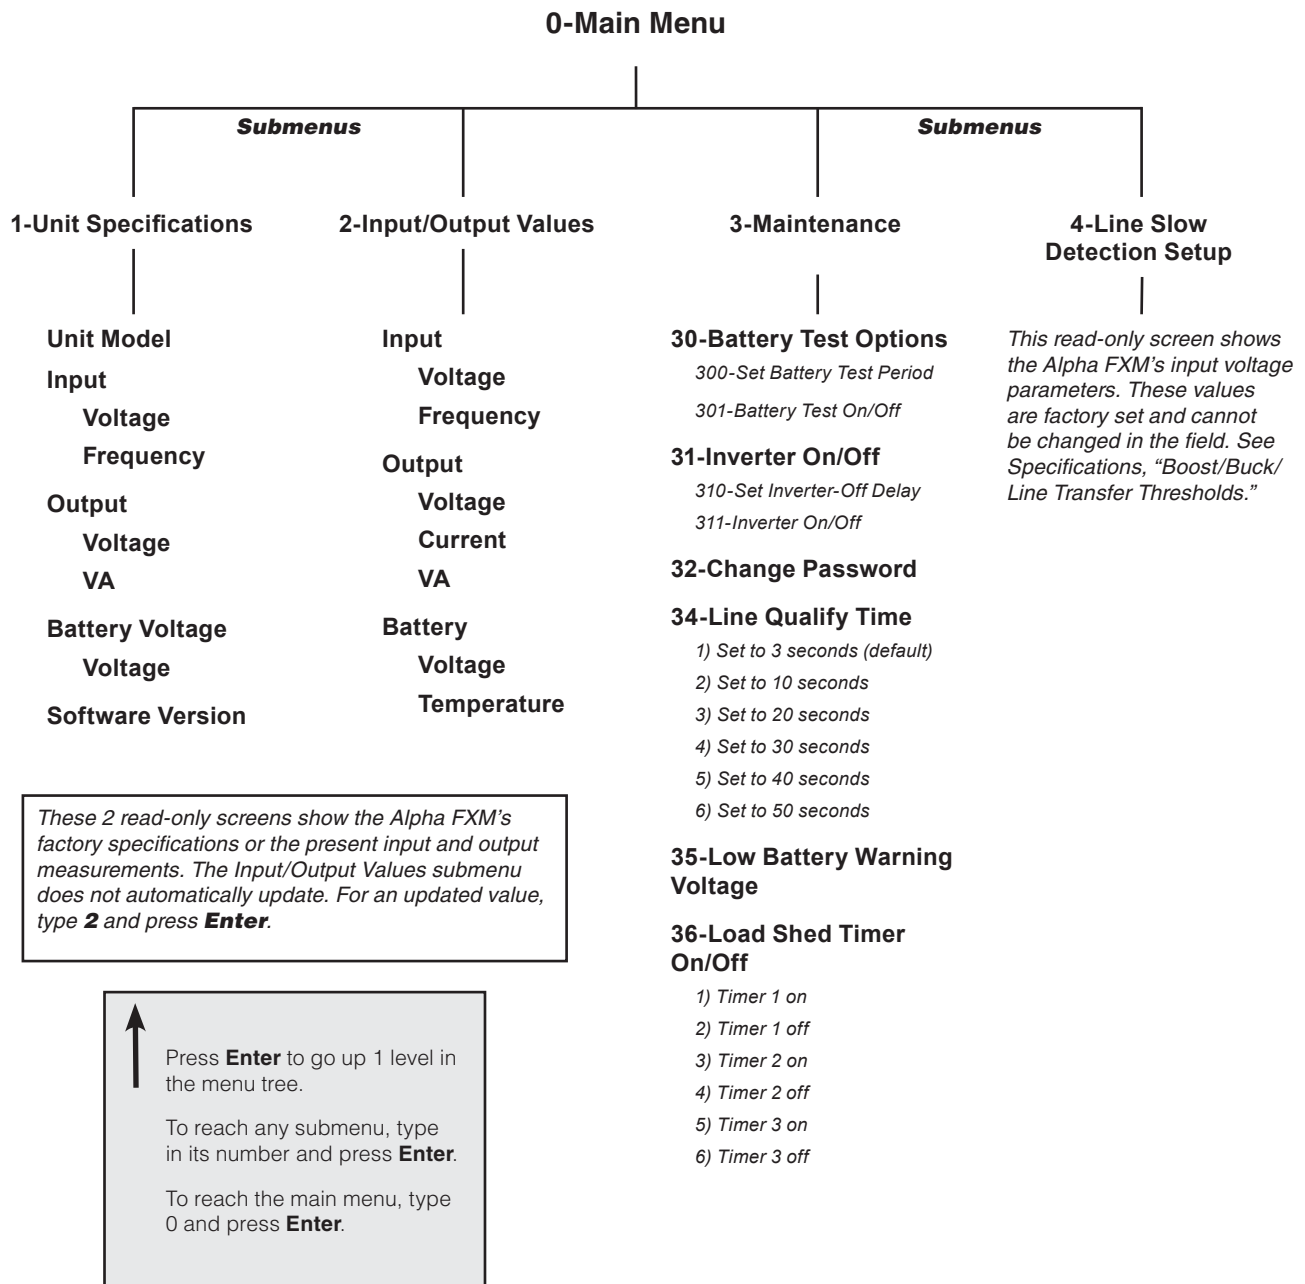 0-Main Menu
Submenus
Submenus
1-Unit Specifications
2-Input/Output Values
3-Maintenance
4-Line Slow
Detection Setup
Unit Model
Input
Voltage
Frequency
Output
Voltage
VA
Battery Voltage
Voltage
Software Version
Input
Voltage
Frequency
Output
Voltage
Current
VA
Battery
Voltage
Temperature
30-Battery Test Options
300-Set Battery Test Period
301-Battery Test On/Off
31-Inverter On/Off
310-Set Inverter-Off Delay
311-Inverter On/Off
32-Change Password
34-Line Qualify Time
1) Set to 3 seconds (default)
2) Set to 10 seconds
3) Set to 20 seconds
4) Set to 30 seconds
5) Set to 40 seconds
6) Set to 50 seconds
35-Low Battery Warning
Voltage
36-Load Shed Timer
On/Off
1) Timer 1 on
2) Timer 1 off
3) Timer 2 on
4) Timer 2 off
5) Timer 3 on
6) Timer 3 off
This read-only screen shows
the Alpha FXM's input voltage
parameters. These values
are factory set and cannot
be changed in the field. See
Specifications, “Boost/Buck/
Line Transfer Thresholds.”
These 2 read-only screens show the Alpha FXM's
factory specifications or the present input and output
measurements. The Input/Output Values submenu
does not automatically update. For an updated value,
type 2 and press Enter.
Press Enter to go up 1 level in
the menu tree.
To reach any submenu, type
in its number and press Enter.
To reach the main menu, type
0 and press Enter.